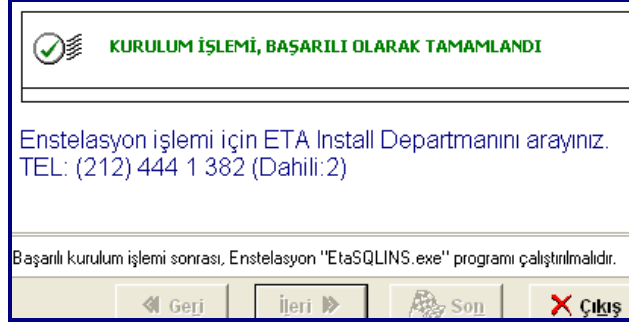 KURULUM İŞLEMİ, BAŞARILI OLARAK TAMAMLANDI
Enstelasyon işlemi için ETA Install Departmanını arayınız.
TEL: (212) 444 1 382 (Dahili:2)
Başarılı kurulum işlemi sonrası, Enstelasyon "EtaSQLINS.exe" programı çalıştırılmalıdır.
Geri İleri Son Çıkış